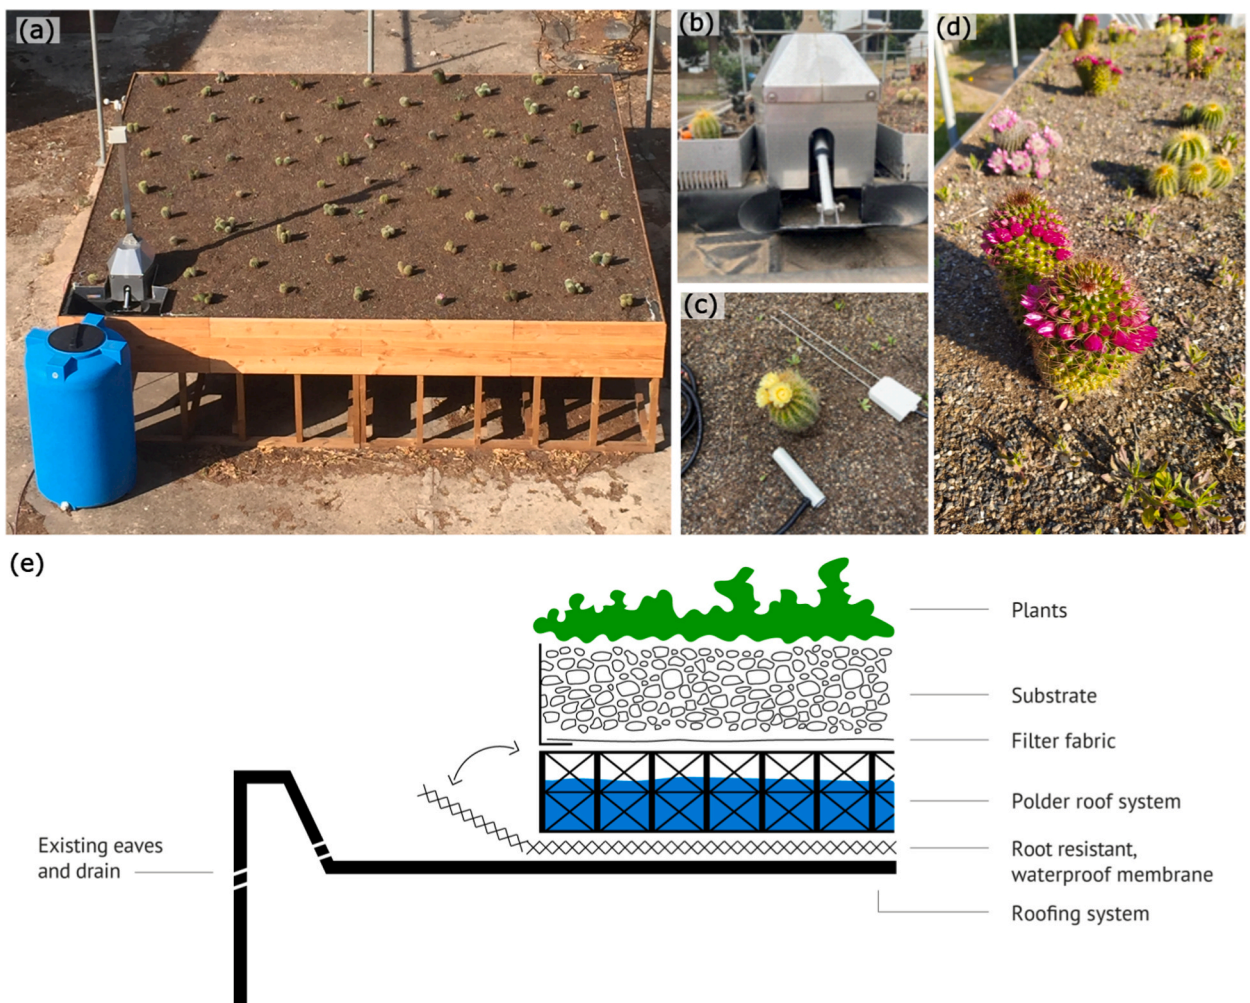 (a)
(b)
(c)
(d)
(e)
Plants
Substrate
Filter fabric
Polder roof system
Existing eaves
and drain
Root resistant,
waterproof membrane
Roofing system